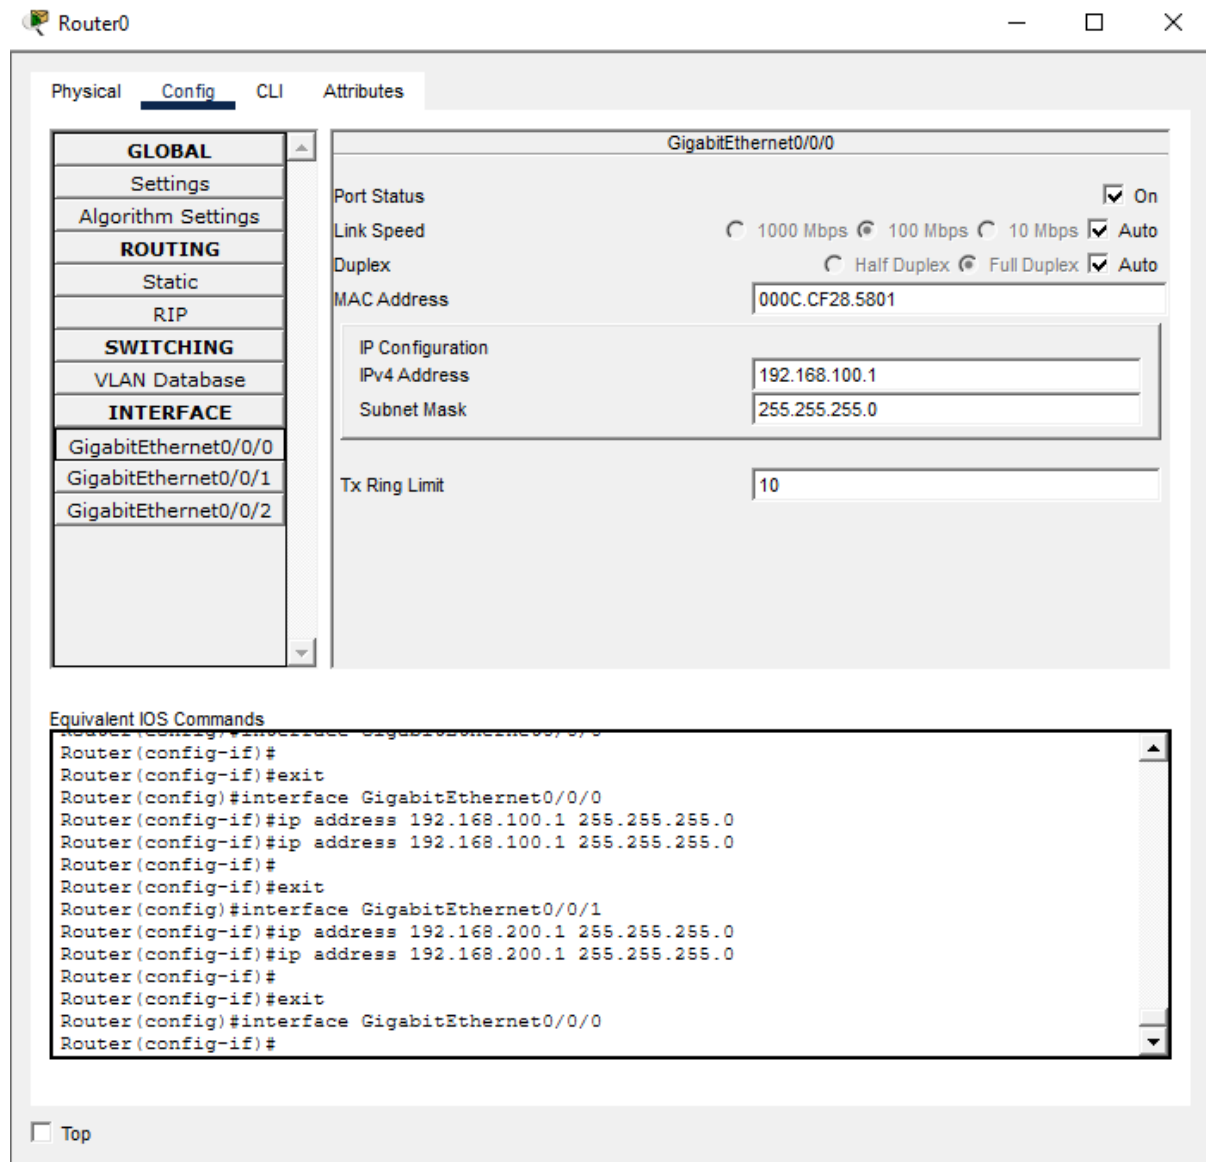 Router0
Physical Config CLI Attributes
GLOBAL
Settings
Algorithm Settings
ROUTING
Static
RIP
SWITCHING
VLAN Database
INTERFACE
GigabitEthernet0/0/0
GigabitEthernet0/0/1
GigabitEthernet0/0/2
GigabitEthernet0/0/0
Port Status On
Link Speed 1000 Mbps 100 Mbps 10 Mbps Auto
Duplex Half Duplex Full Duplex Auto
MAC Address 000C.CF28.5801
IP Configuration
IPv4 Address 192.168.100.1
Subnet Mask 255.255.255.0
Tx Ring Limit 10
Equivalent IOS Commands
Router(config)#interface GigabitEthernet0/0/0
Router(config-if)#
Router(config-if)#exit
Router(config)#interface GigabitEthernet0/0/0
Router(config-if)#ip address 192.168.100.1 255.255.255.0
Router(config-if)#ip address 192.168.100.1 255.255.255.0
Router(config-if)#
Router(config-if)#exit
Router(config)#interface GigabitEthernet0/0/1
Router(config-if)#ip address 192.168.200.1 255.255.255.0
Router(config-if)#ip address 192.168.200.1 255.255.255.0
Router(config-if)#
Router(config-if)#exit
Router(config)#interface GigabitEthernet0/0/0
Router(config-if)#
Top